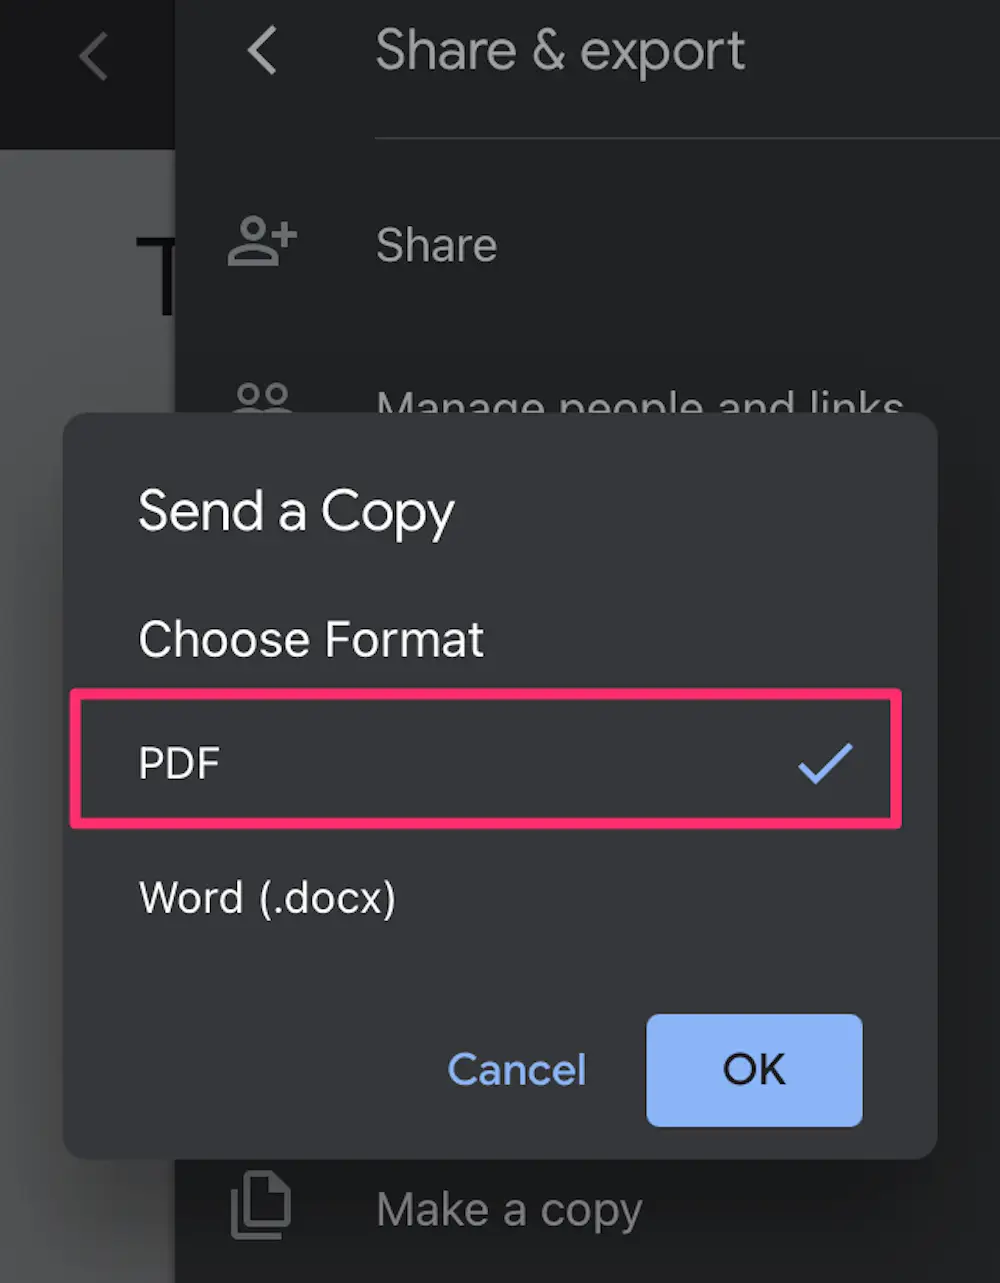 Share & export
T
Share
Manage people and links
Send a Copy
Choose Format
PDF
Word (.docx)
Cancel
OK
Make a copy